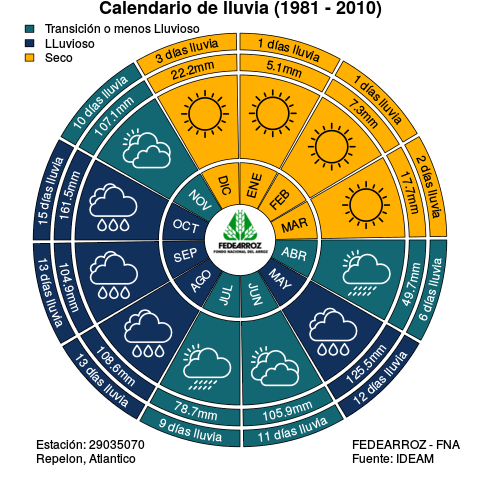 Calendario de lluvia (1981 - 2010)
Transición o menos Lluvioso
LLuvioso
Seco
1 días lluvia
5.1mm
ENE
1 días lluvia
7.3mm
FEB
2 días lluvia
17.7mm
MAR
6 días lluvia
49.7mm
ABR
12 días lluvia
125.5mm
MAY
11 días lluvia
105.9mm
JUN
9 días lluvia
78.7mm
JUL
13 días lluvia
108.6mm
AGO
13 días lluvia
104.9mm
SEP
15 días lluvia
161.5mm
OCT
10 días lluvia
107.1mm
NOV
3 días lluvia
22.2mm
DIC
FEDEARROZ
FONDO NACIONAL DEL ARROZ
Estación: 29035070
Repelon, Atlantico
FEDEARROZ - FNA
Fuente: IDEAM